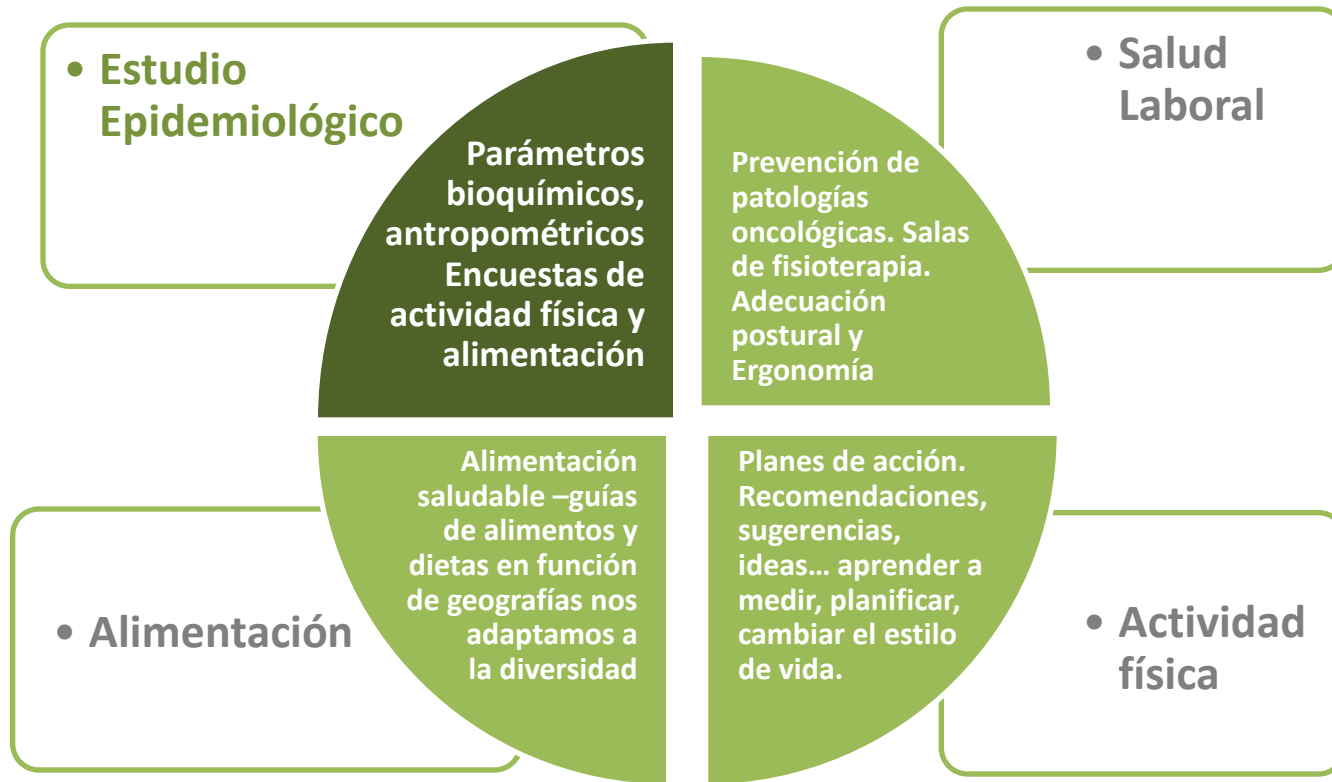 • Estudio
Epidemiológico
Parámetros
bioquímicos,
antropométricos
Encuestas de
actividad física y
alimentación
• Salud
Laboral
Prevención de
patologías
oncológicas. Salas
de fisioterapia.
Adecuación
postural y
Ergonomía
• Alimentación
Alimentación
saludable –guías
de alimentos y
dietas en función
de geografías nos
adaptamos a
la diversidad
Planes de acción.
Recomendaciones,
sugerencias,
ideas... aprender a
medir, planificar,
cambiar el estilo
de vida.
• Actividad
física